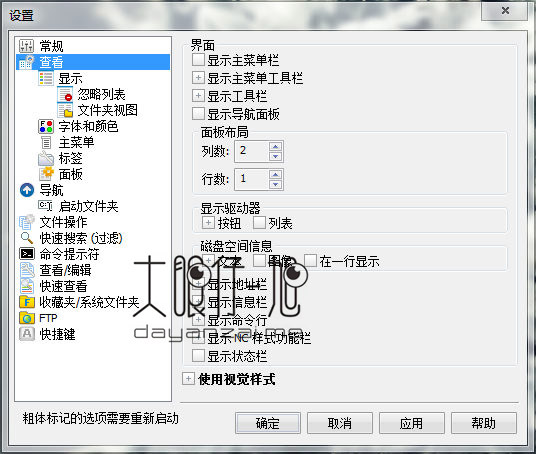 设置
常规
查看
显示
忽略列表
文件夹视图
字体和颜色
主菜单
标签
面板
导航
启动文件夹
文件操作
快速搜索 (过滤)
命令提示符
查看/编辑
快速查看
收藏夹/系统文件夹
FTP
快捷键
界面
显示主菜单栏
显示主菜单工具栏
显示工具栏
显示导航面板
面板布局
列数: 2
行数: 1
显示驱动器
按钮 列表
磁盘空间信息
文本 图像 在一行显示
显示地址栏
显示信息栏
显示命令行
显示NC样式功能栏
显示状态栏
使用视觉样式
大眼仔~旭
dayanzai.me
粗体标记的选项需要重新启动
确定 取消 应用 帮助